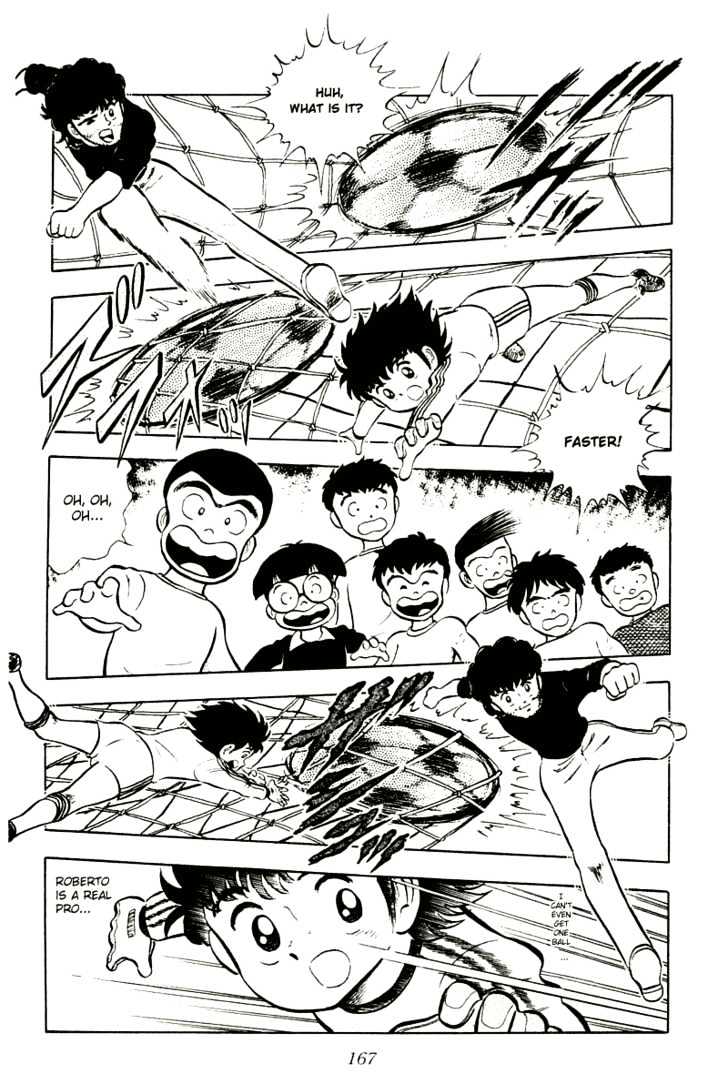 HUH,
WHAT IS IT?
FASTER!
OH, OH,
OH...
ROBERTO
IS A REAL
PRO...
I
CAN'T
EVEN
GET
ONE
BALL
...
167